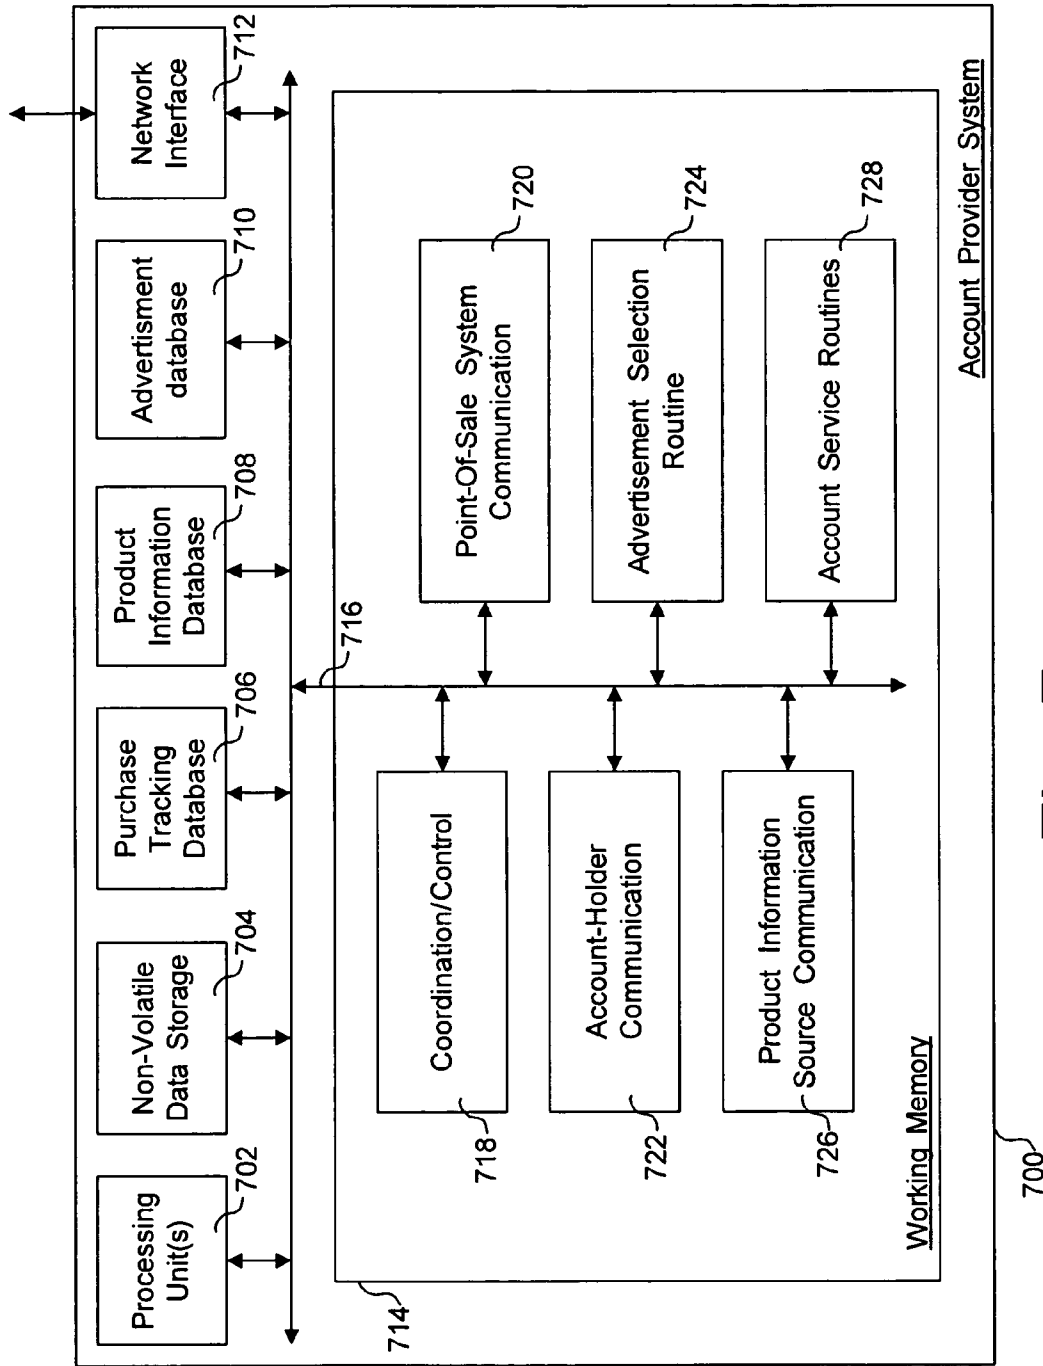 Processing
Unit(s)
702
Non-Volatile
Data Storage
704
Purchase
Tracking
Database
706
Product
Information
Database
708
Advertisment
database
710
Network
Interface
712
714
716
Coordination/Control
718
Point-Of-Sale System
Communication
720
Account-Holder
Communication
722
Advertisement Selection
Routine
724
Product Information
Source Communication
726
Account Service Routines
728
Working Memory
Account Provider System
700